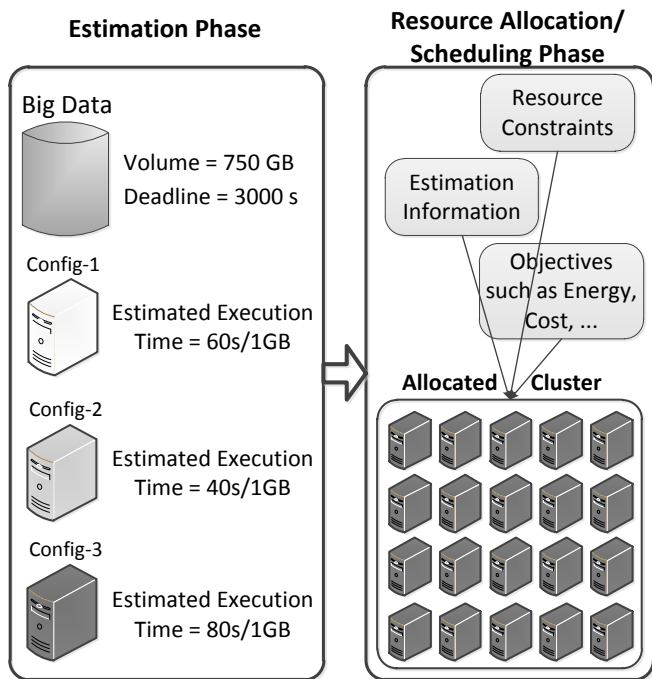 Estimation Phase
Big Data
Volume = 750 GB
Deadline = 3000 s
Config-1
Estimated Execution
Time = 60s/1GB
Config-2
Estimated Execution
Time = 40s/1GB
Config-3
Estimated Execution
Time = 80s/1GB
Resource Allocation/
Scheduling Phase
Resource
Constraints
Estimation
Information
Objectives
such as Energy,
Cost, ...
Allocated Cluster